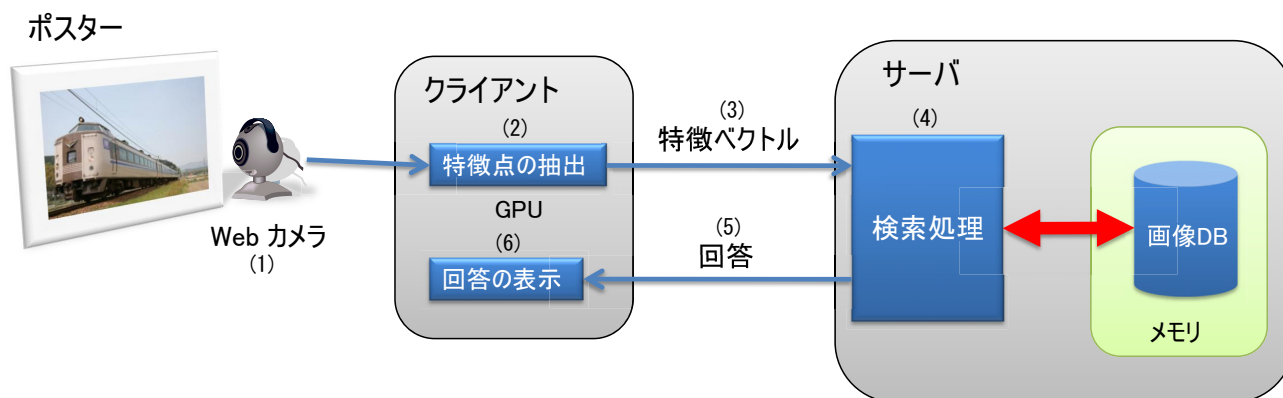 ポスター
Web カメラ
(1)
クライアント
(2)
特徴点の抽出
GPU
(6)
回答の表示
(3)
特徴ベクトル
(5)
回答
サーバ
(4)
検索処理
画像DB
メモリ